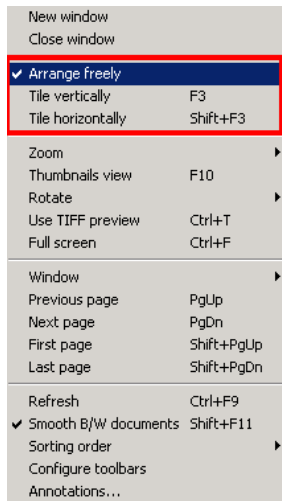 New window
Close window
✔ Arrange freely
Tile vertically F3
Tile horizontally Shift+F3
Zoom
Thumbnails view F10
Rotate
Use TIFF preview Ctrl+T
Full screen Ctrl+F
Window
Previous page PgUp
Next page PgDn
First page Shift+PgUp
Last page Shift+PgDn
Refresh Ctrl+F9
✔ Smooth B/W documents Shift+F11
Sorting order
Configure toolbars
Annotations...